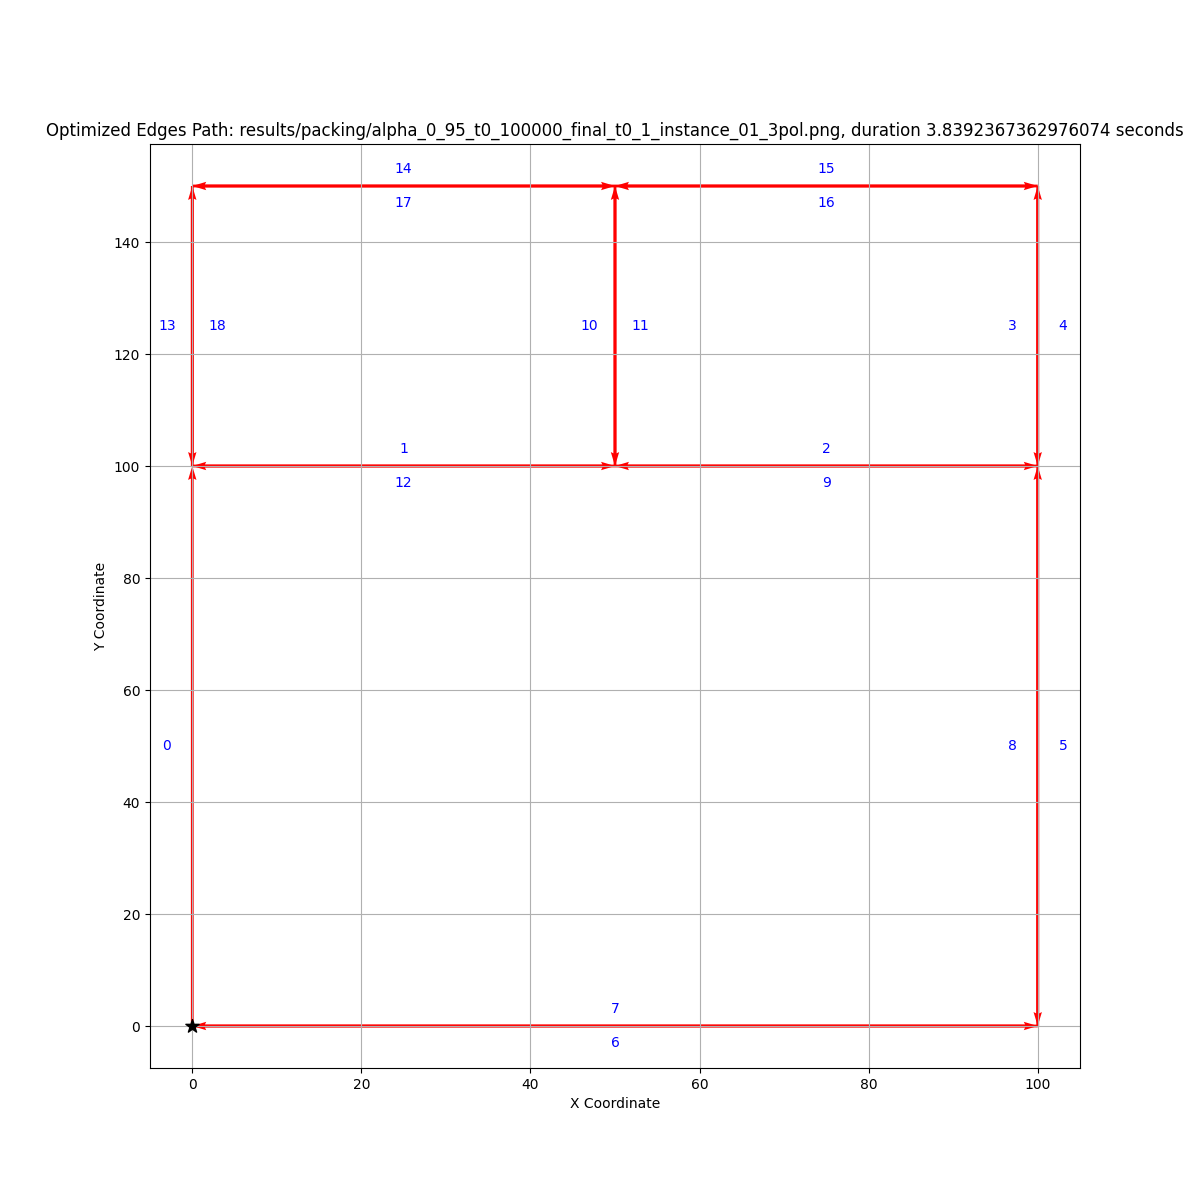 Optimized Edges Path: results/packing/alpha_0_95_t0_100000_final_t0_1_instance_01_3pol.png, duration 3.8392367362976074 seconds
14 15
17 16
140
13 18 10 11 3 4
120
1 2
100
12 9
80
Y Coordinate
60
0 8 5
40
20
7
0
6
0 20 40 60 80 100
X Coordinate